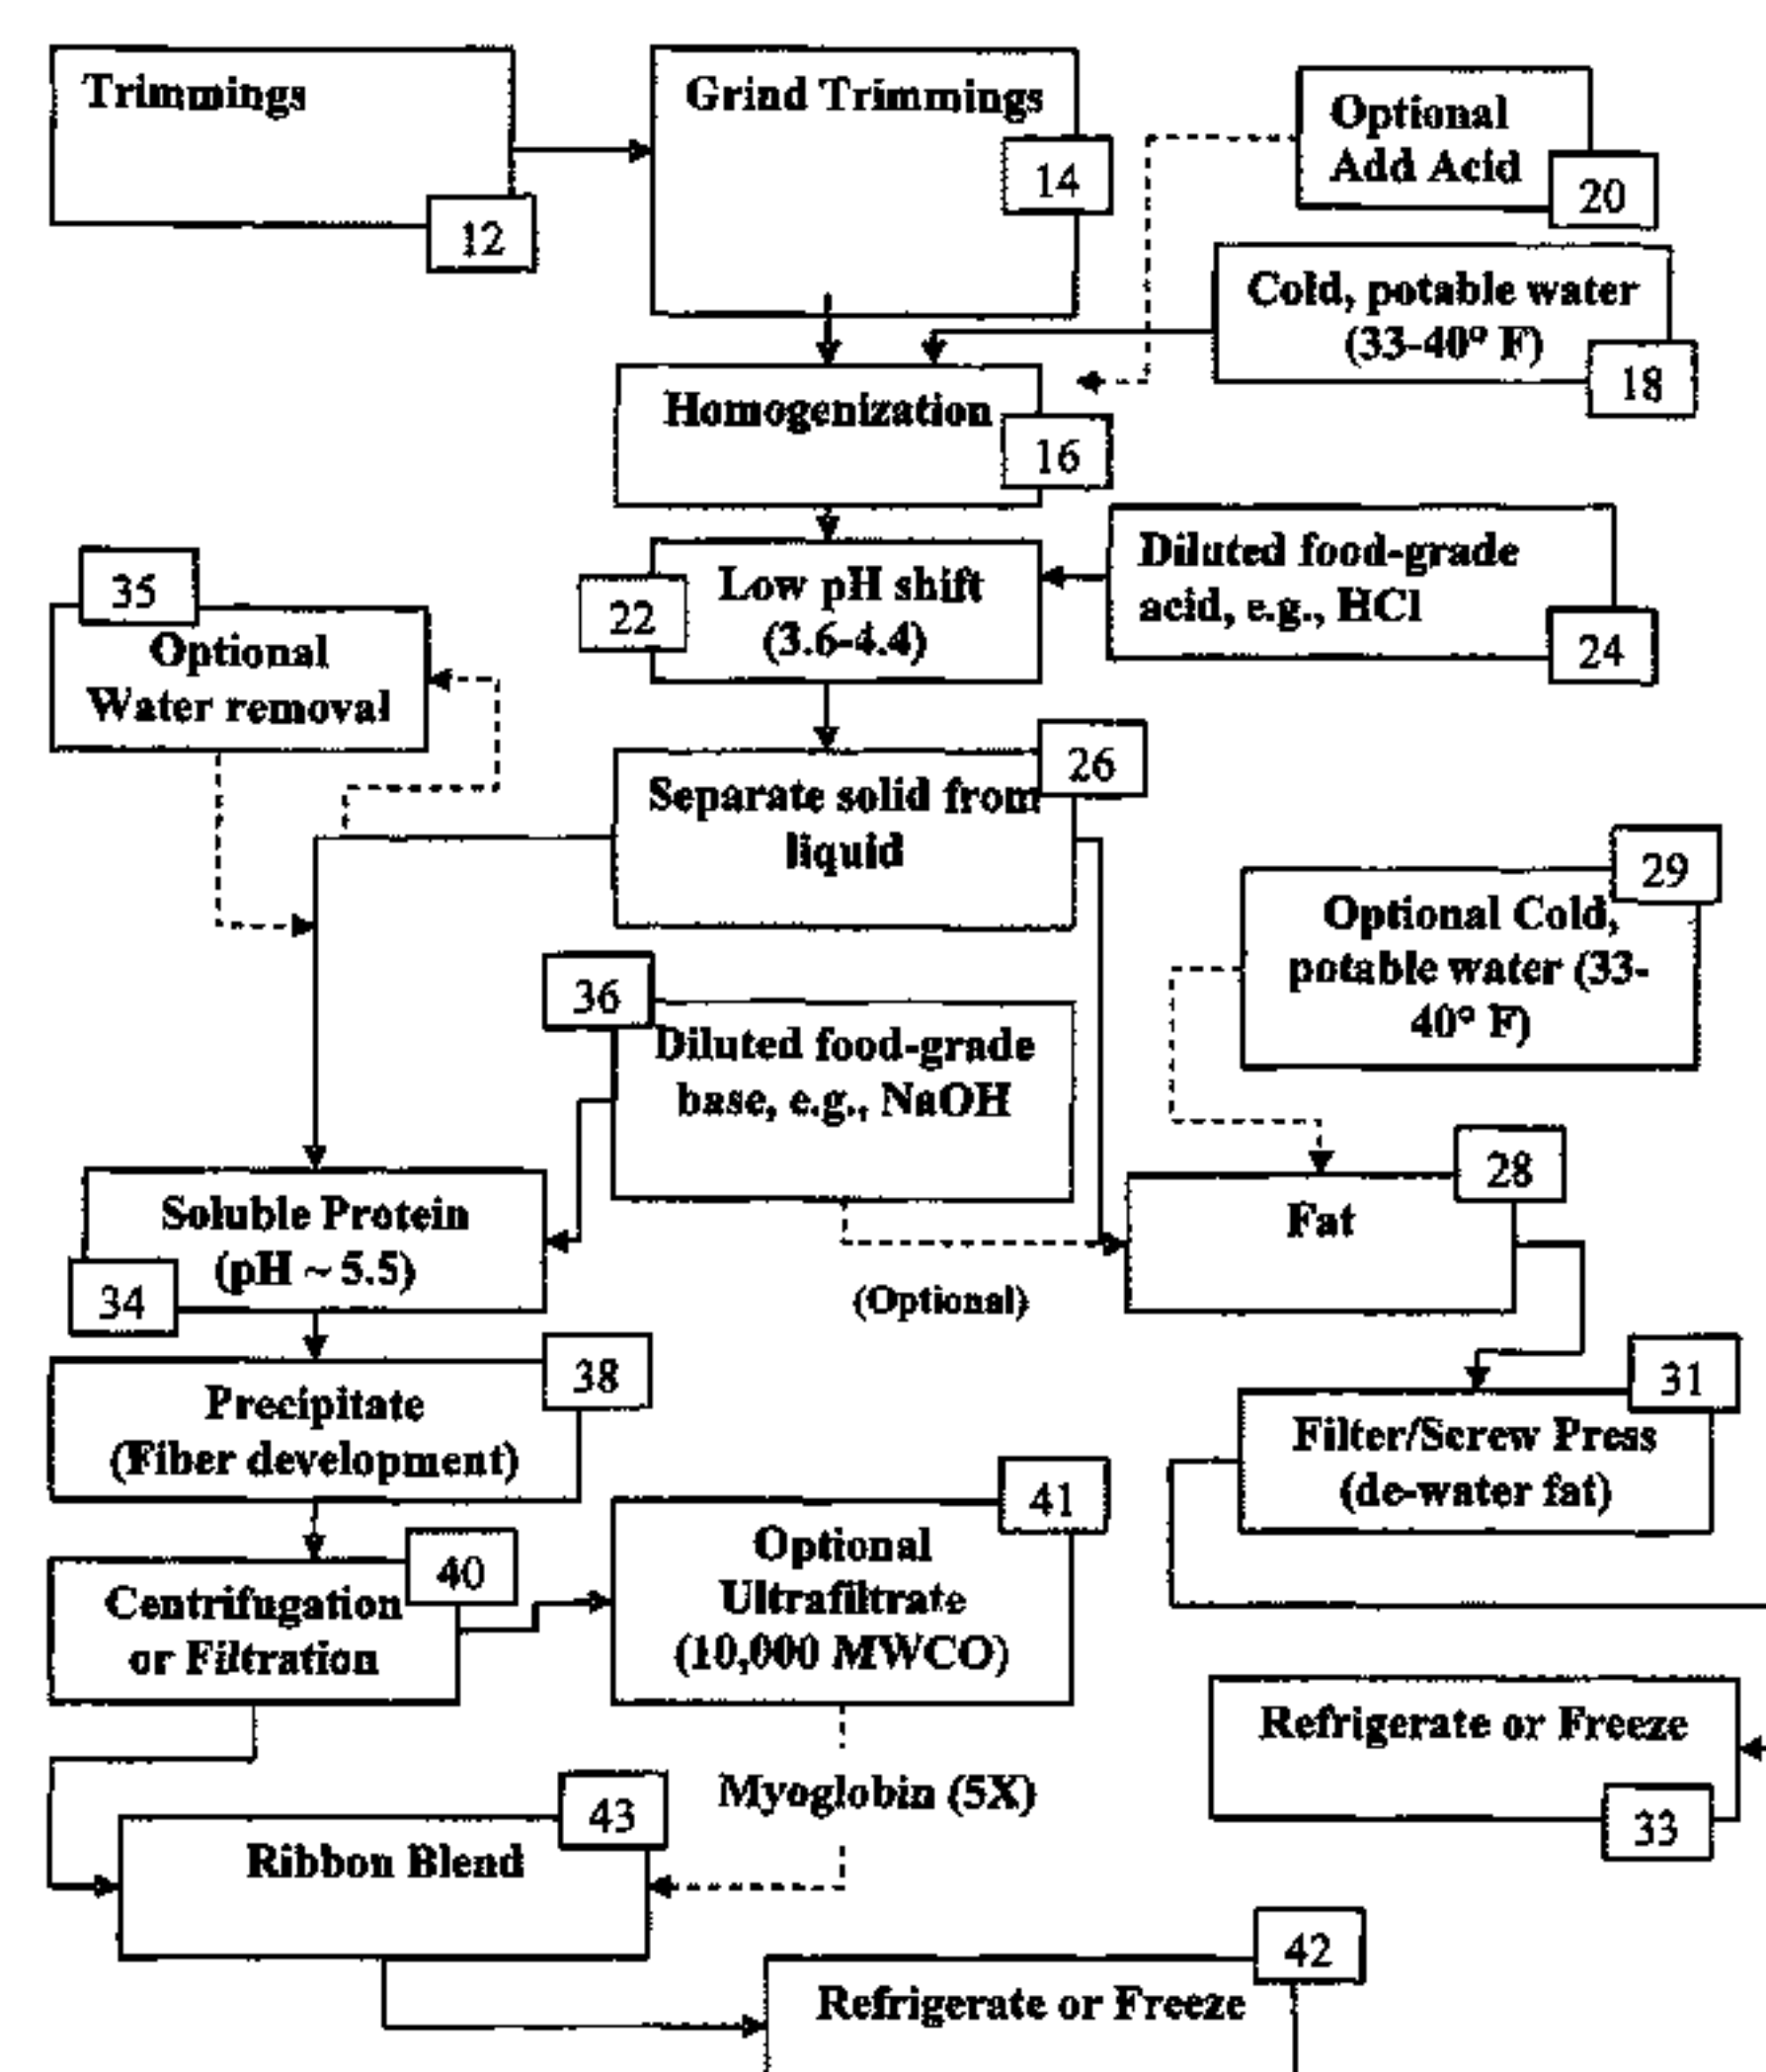 Trimmings
12
Grind Trimmings
14
Optional
Add Acid
20
Cold, potable water
(33-40° F)
18
Homogenization
16
Low pH shift
(3.6-4.4)
22
Diluted food-grade
acid, e.g., HCl
24
35
Optional
Water removal
26
Separate solid from
liquid
29
Optional Cold,
potable water (33-
40° F)
36
Diluted food-grade
base, e.g., NaOH
28
Fat
Soluble Protein
(pH ~ 5.5)
34
(Optional)
38
Precipitate
(Fiber development)
31
Filter/Screw Press
(de-water fat)
40
Centrifugation
or Filtration
41
Optional
Ultrafiltrate
(10,000 MWCO)
Refrigerate or Freeze
33
Myoglobin (5X)
43
Ribbon Blend
42
Refrigerate or Freeze